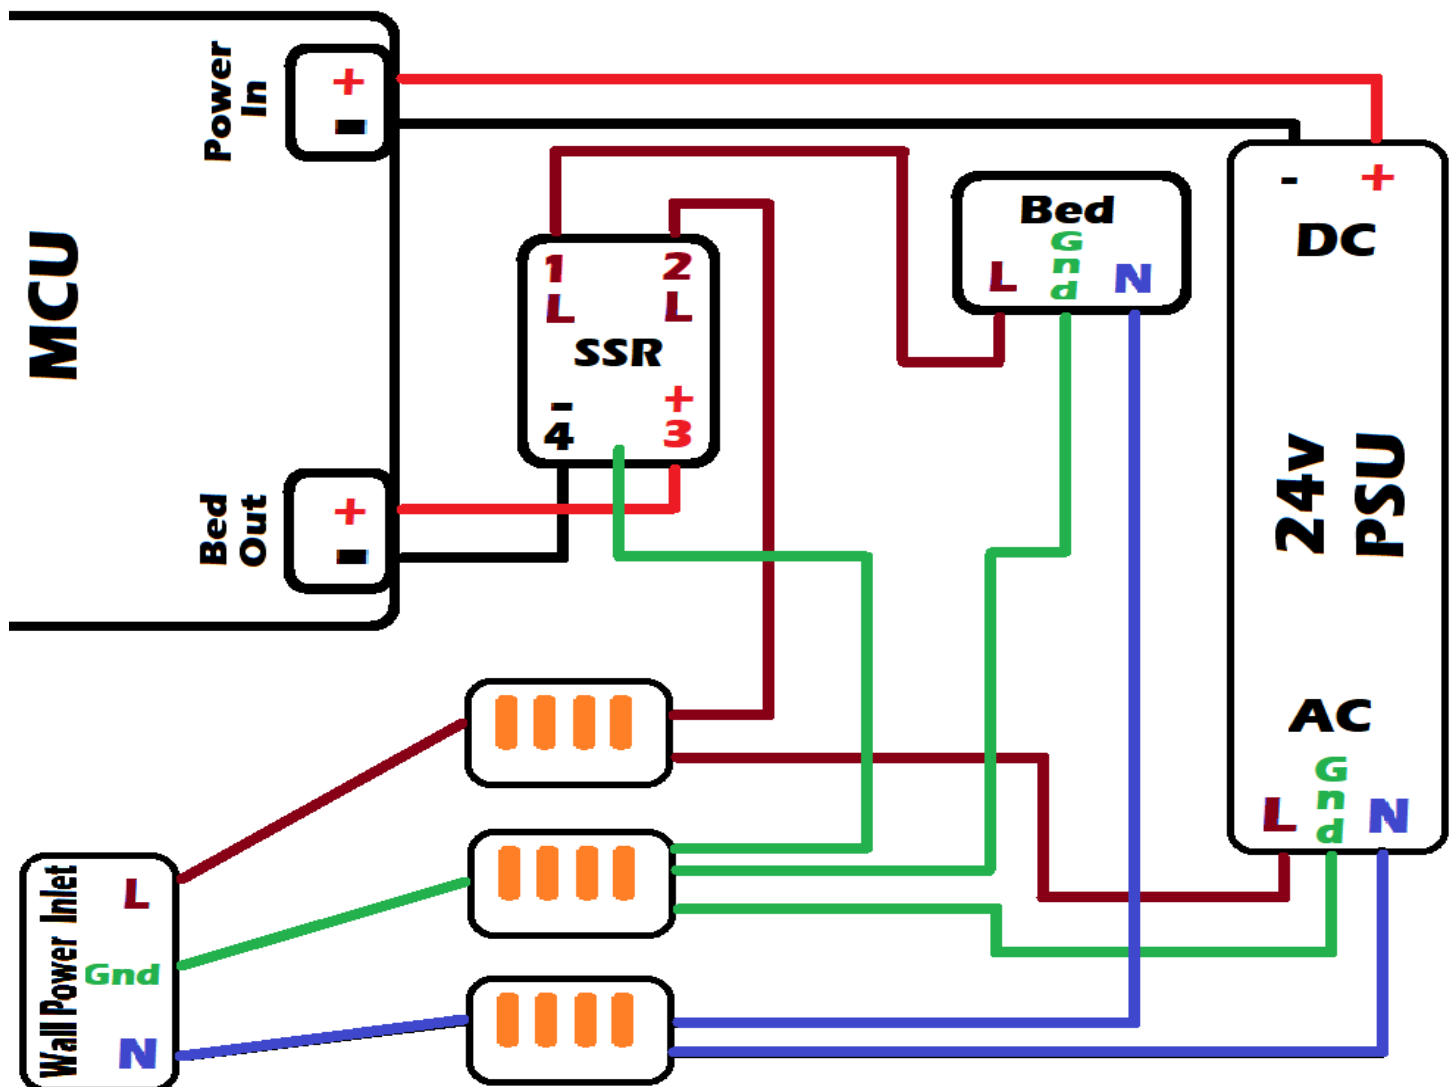 Power
In
+
-
MCU
Bed
Out
+
-
1
2
L
L
SSR
-
+
4
3
Bed
L
Gnd
N
-
+
DC
24v
PSU
AC
L
Gnd
N
Wall Power Inlet
L
Gnd
N